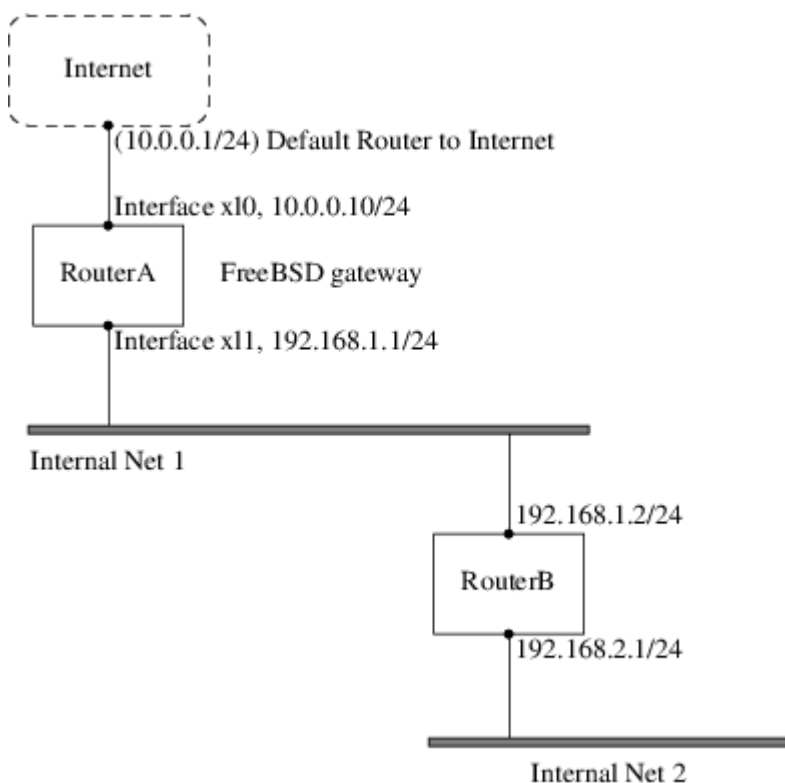 Internet
(10.0.0.1/24) Default Router to Internet
Interface xl0, 10.0.0.10/24
RouterA
FreeBSD gateway
Interface xl1, 192.168.1.1/24
Internal Net 1
192.168.1.2/24
RouterB
192.168.2.1/24
Internal Net 2